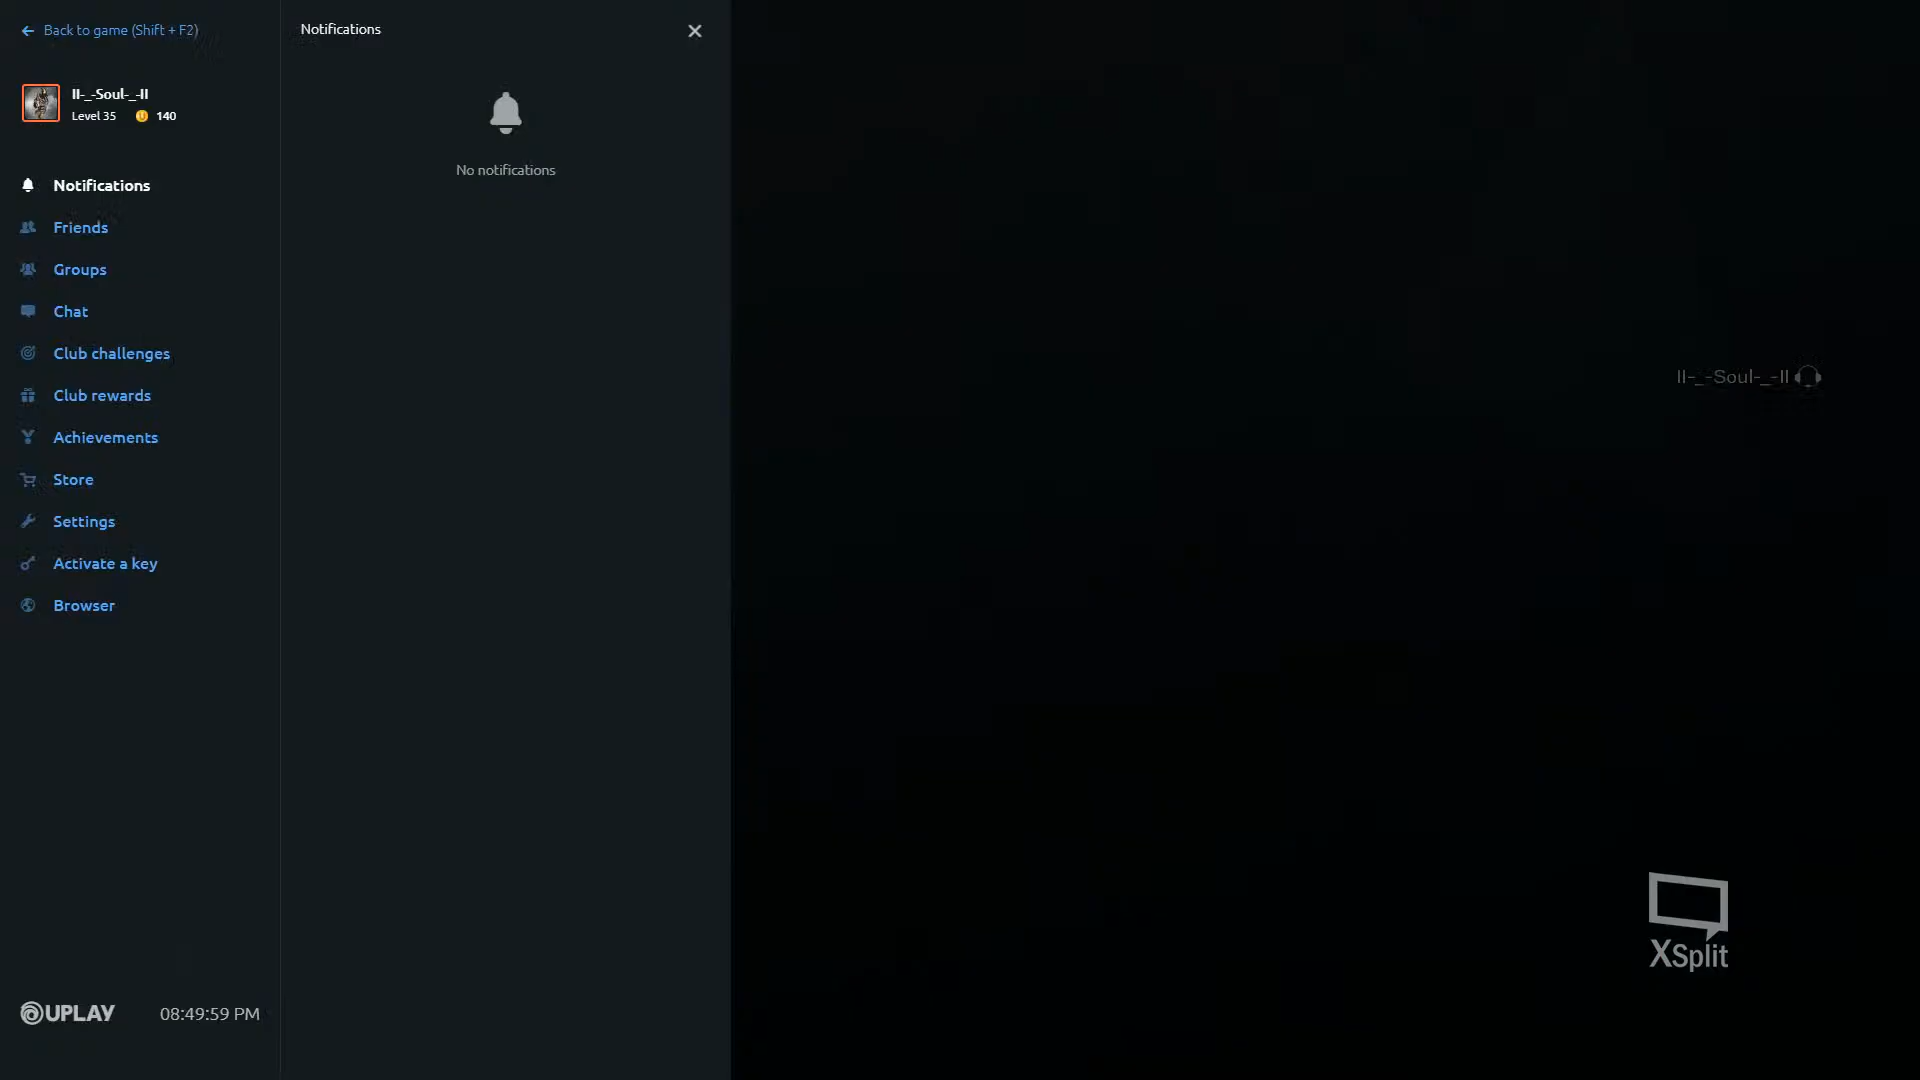 Back to game (Shift + F2)
II-_-Soul-_-II
Level 35 140
Notifications
Friends
Groups
Chat
Club challenges
Club rewards
Achievements
Store
Settings
Activate a key
Browser
UPLAY 08:49:59 PM
Notifications
No notifications
II-_-Soul-_-II
XSplit